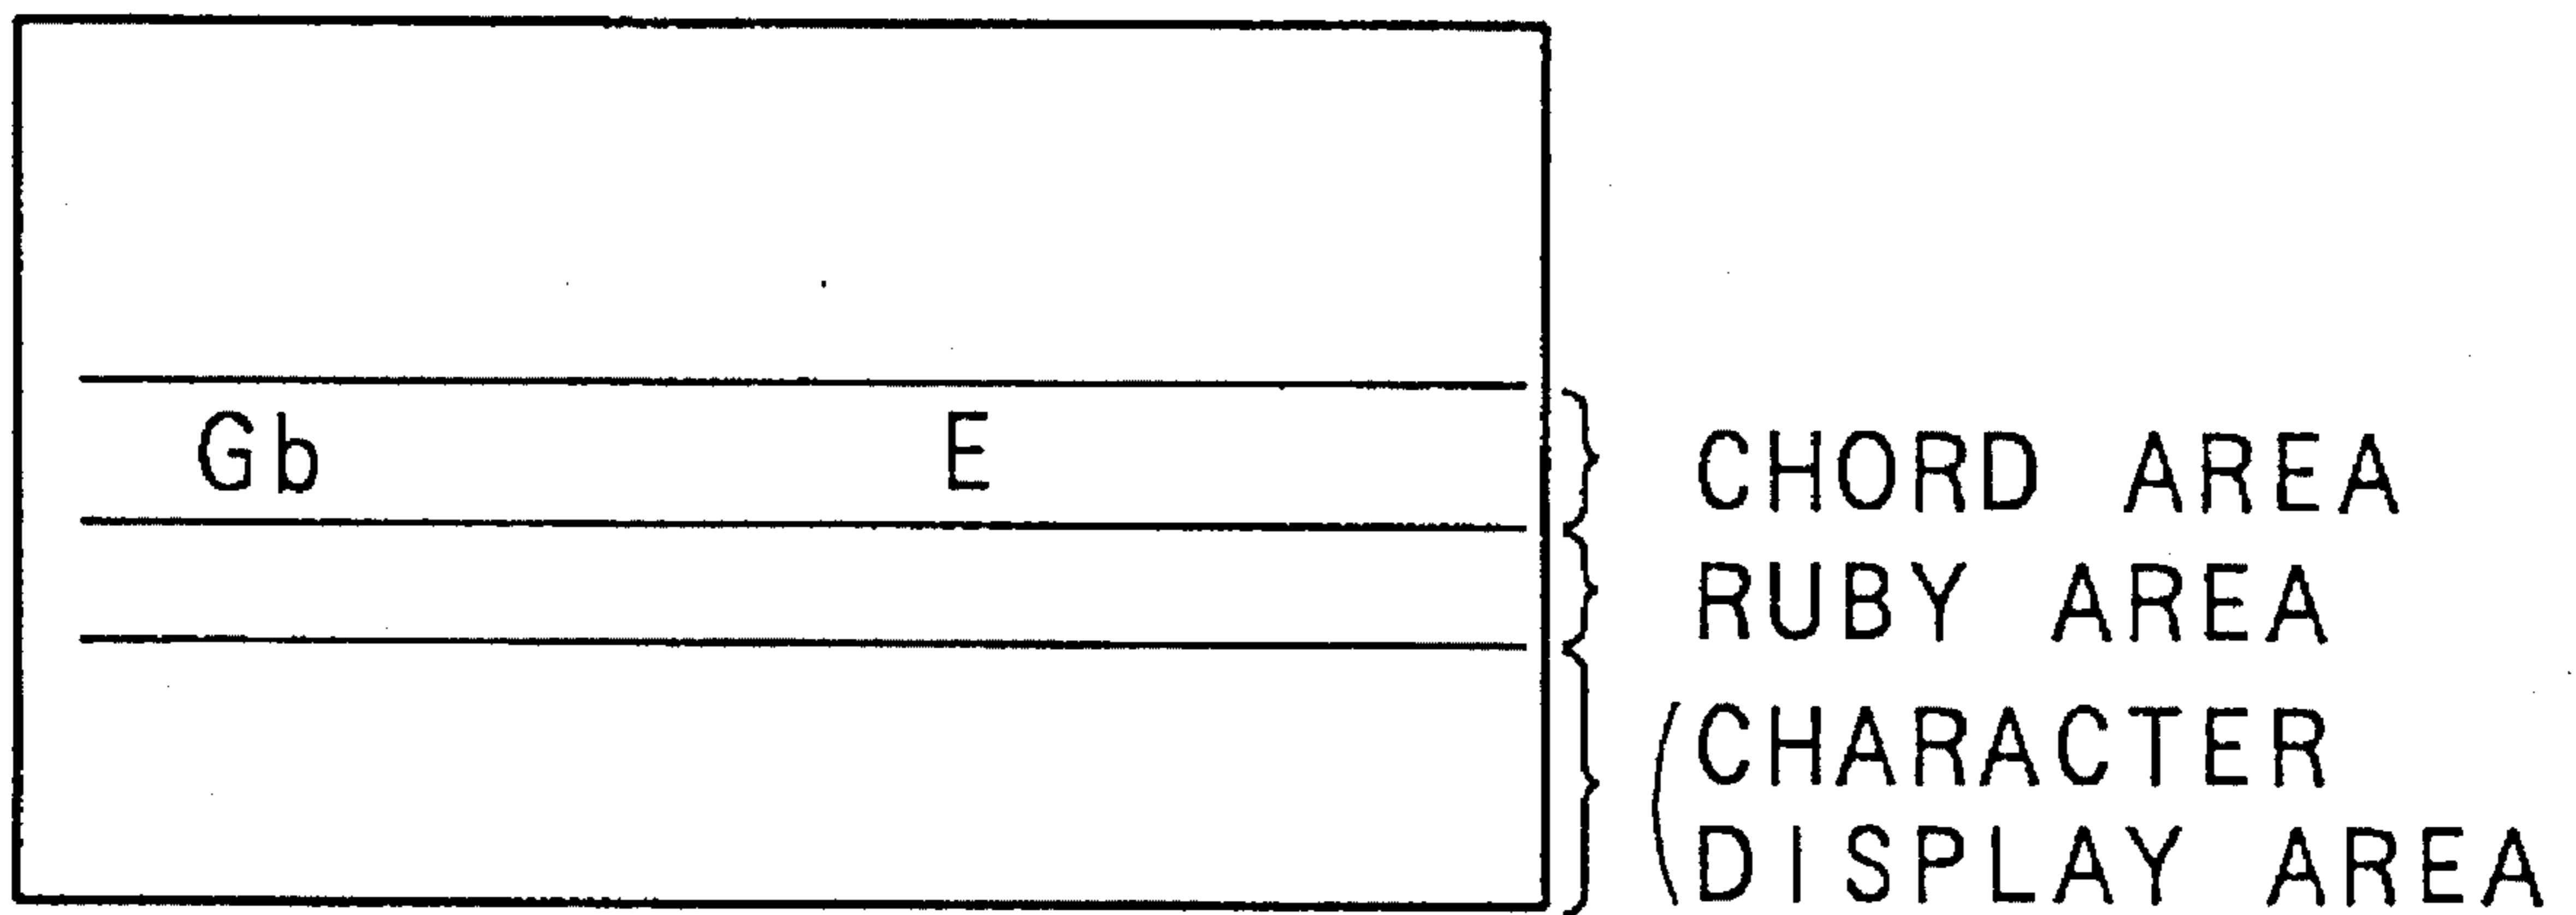 Gb E CHORD AREA
RUBY AREA
(CHARACTER
DISPLAY AREA